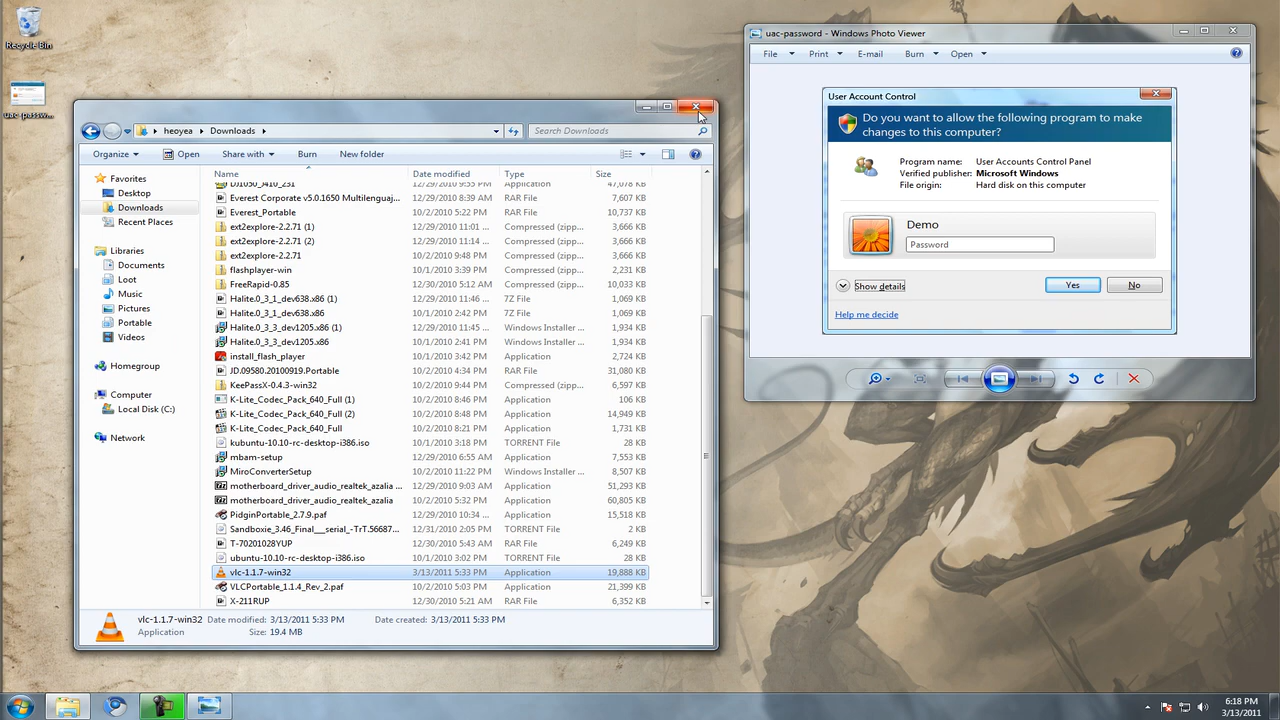 Recycle Bin
uac-passw...
heoyea
Downloads
Search Downloads
Organize
Open
Share with
Burn
New folder
Name
Date modified
Type
Size
Favorites
Desktop
Downloads
Recent Places
Libraries
Documents
Loot
Music
Pictures
Portable
Videos
Homegroup
Computer
Local Disk (C:)
Network
DJ1050_J410_231 12/29/2010 9:55 PM Application 47,078 KB
Everest Corporate v5.0.1650 Multilenguaj... 12/29/2010 8:39 AM RAR File 7,607 KB
Everest_Portable 10/2/2010 5:22 PM RAR File 10,737 KB
ext2explore-2.2.71 (1) 12/29/2010 11:01 ... Compressed (zipp... 3,666 KB
ext2explore-2.2.71 (2) 12/29/2010 11:14 ... Compressed (zipp... 3,666 KB
ext2explore-2.2.71 10/2/2010 9:48 PM Compressed (zipp... 3,666 KB
flashplayer-win 10/1/2010 3:39 PM Compressed (zipp... 2,231 KB
FreeRapid-0.85 12/30/2010 5:12 AM Compressed (zipp... 10,033 KB
Halite.0_3_1_dev638.x86 (1) 12/29/2010 11:46 ... 7Z File 1,069 KB
Halite.0_3_1_dev638.x86 10/1/2010 2:42 PM 7Z File 1,069 KB
Halite.0_3_3_dev1205.x86 (1) 12/29/2010 11:45 ... Windows Installer ... 1,934 KB
Halite.0_3_3_dev1205.x86 10/1/2010 2:41 PM Windows Installer ... 1,934 KB
install_flash_player 10/1/2010 3:42 PM Application 2,724 KB
JD.09580.20100919.Portable 10/2/2010 4:34 PM RAR File 31,080 KB
KeePassX-0.4.3-win32 10/2/2010 9:44 PM Compressed (zipp... 6,597 KB
K-Lite_Codec_Pack_640_Full (1) 10/2/2010 8:46 PM Application 106 KB
K-Lite_Codec_Pack_640_Full (2) 10/2/2010 8:48 PM Application 14,949 KB
K-Lite_Codec_Pack_640_Full 10/2/2010 8:21 PM Application 1,731 KB
kubuntu-10.10-rc-desktop-i386.iso 10/1/2010 3:18 PM TORRENT File 28 KB
mbam-setup 12/29/2010 9:55 PM Application 7,553 KB
MiroConverterSetup 10/2/2010 11:22 PM Windows Installer ... 8,507 KB
motherboard_driver_audio_realtek_azalia ... 12/29/2010 9:03 AM Application 51,293 KB
motherboard_driver_audio_realtek_azalia 10/2/2010 5:32 PM Application 60,805 KB
PidginPortable_2.7.9.paf 12/29/2010 10:34 ... Application 15,518 KB
Sandboxie_3.46_Final__serial_-TrT.56687... 12/31/2010 2:05 PM TORRENT File 2 KB
T-70201028YUP 12/30/2010 5:43 AM RAR File 6,249 KB
ubuntu-10.10-rc-desktop-i386.iso 10/1/2010 3:02 PM TORRENT File 28 KB
vlc-1.1.7-win32 3/13/2011 5:33 PM Application 19,888 KB
VLCPortable_1.1.4_Rev_2.paf 10/2/2010 5:03 PM Application 21,399 KB
X-211RUP 12/30/2010 5:21 AM RAR File 6,352 KB
vlc-1.1.7-win32 Date modified: 3/13/2011 5:33 PM Date created: 3/13/2011 5:33 PM
Application Size: 19.4 MB
uac-password - Windows Photo Viewer
File Print E-mail Burn Open
User Account Control
Do you want to allow the following program to make
changes to this computer?
Program name: User Accounts Control Panel
Verified publisher: Microsoft Windows
File origin: Hard disk on this computer
Demo
Password
Show details
Yes
No
Help me decide
6:18 PM
3/13/2011